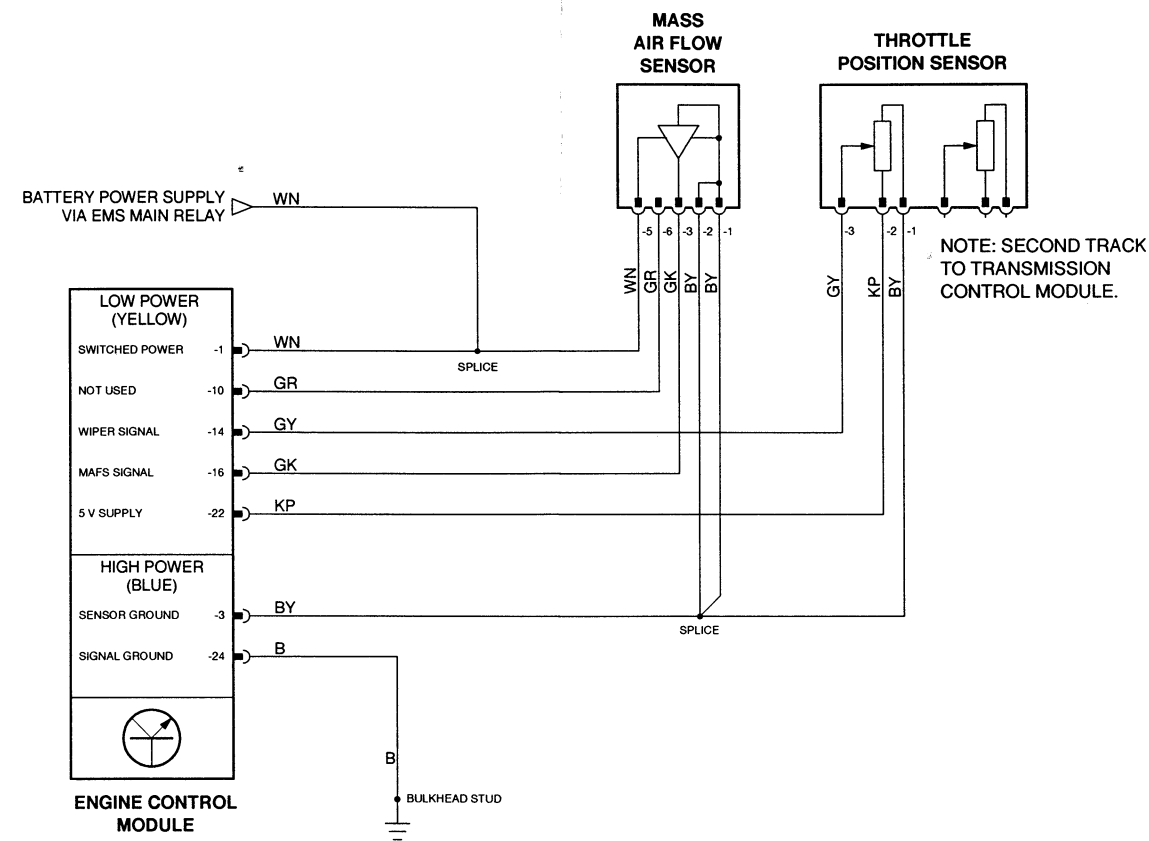 MASS
AIR FLOW
SENSOR
THROTTLE
POSITION SENSOR
BATTERY POWER SUPPLY
VIA EMS MAIN RELAY
WN
-5 -6 -3 -2 -1
-3 -2 -1
WN GR GK BY BY
GY KP BY
NOTE: SECOND TRACK
TO TRANSMISSION
CONTROL MODULE.
LOW POWER
(YELLOW)
SWITCHED POWER -1 WN
SPLICE
NOT USED -10 GR
WIPER SIGNAL -14 GY
MAFS SIGNAL -16 GK
5 V SUPPLY -22 KP
HIGH POWER
(BLUE)
SENSOR GROUND -3 BY
SPLICE
SIGNAL GROUND -24 B
B
BULKHEAD STUD
ENGINE CONTROL
MODULE